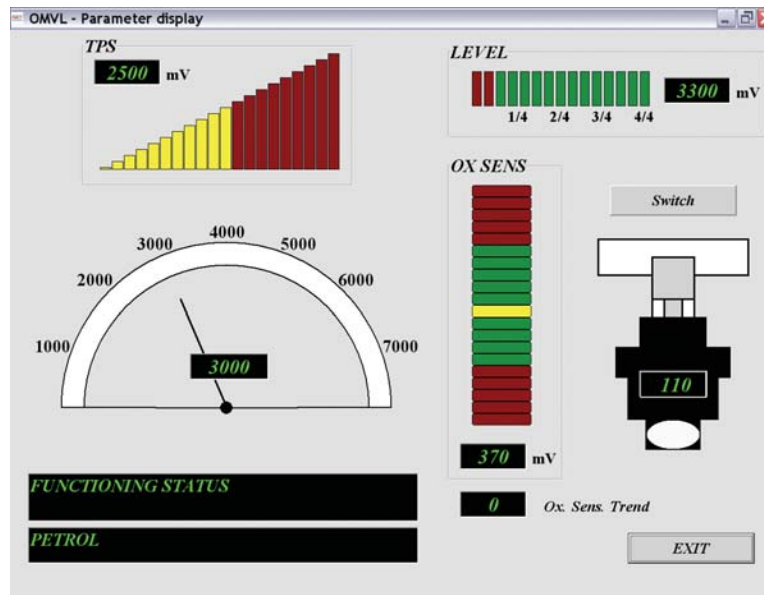 OMVL - Parameter display
TPS
2500 mV
LEVEL
3300 mV
1/4 2/4 3/4 4/4
OX SENS
Switch
1000 2000 3000 4000 5000 6000 7000
3000
110
370 mV
FUNCTIONING STATUS
0 Ox. Sens. Trend
PETROL
EXIT